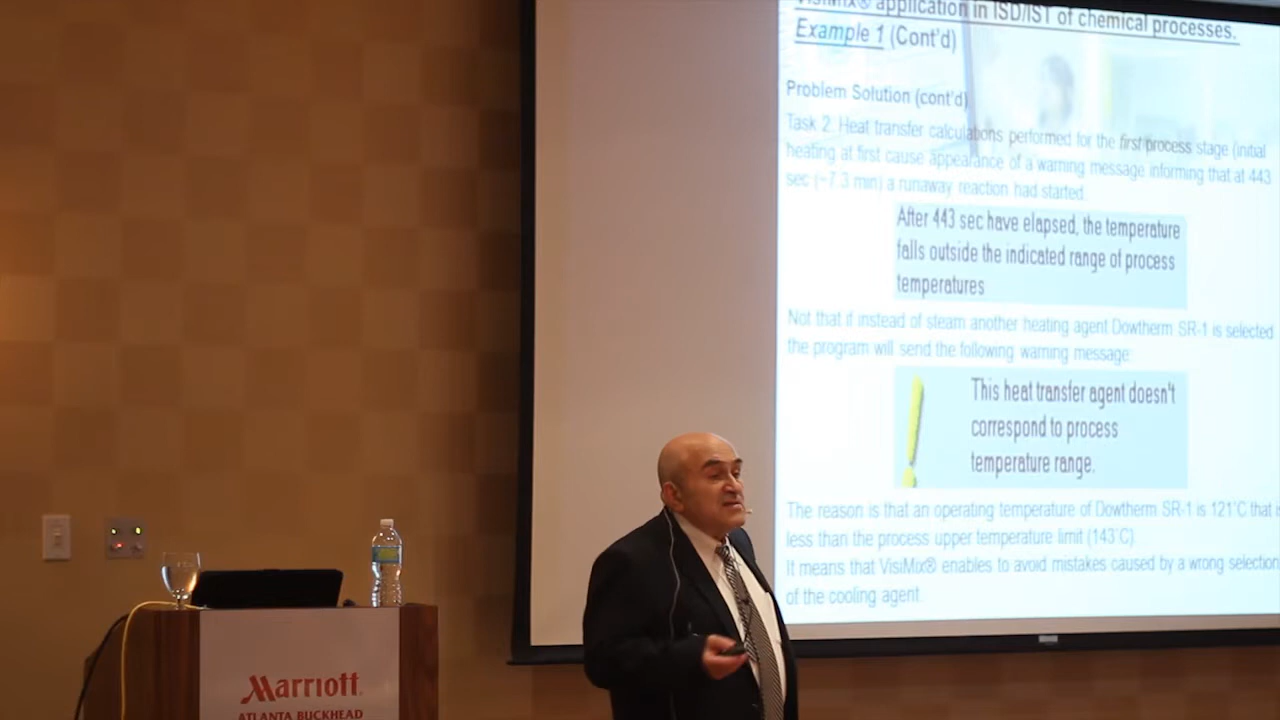 VisiMix® application in ISD/IST of chemical processes.
Example 1 (Cont'd)
Problem Solution (cont'd)
Task 2. Heat transfer calculations performed for the first process stage (initial
heating at first cause appearance of a warning message informing that at 443
sec (~7.3 min) a runaway reaction had started
After 443 sec have elapsed, the temperature
falls outside the indicated range of process
temperatures
Not that if instead of steam another heating agent Dowtherm SR-1 is selected
the program will send the following warning message:
This heat transfer agent doesn't
correspond to process
temperature range.
The reason is that an operating temperature of Dowtherm SR-1 is 121°C that is
less than the process upper temperature limit (143°C)
It means that VisiMix® enables to avoid mistakes caused by a wrong selection
of the cooling agent.
Marriott
ATLANTA BUCKHEAD